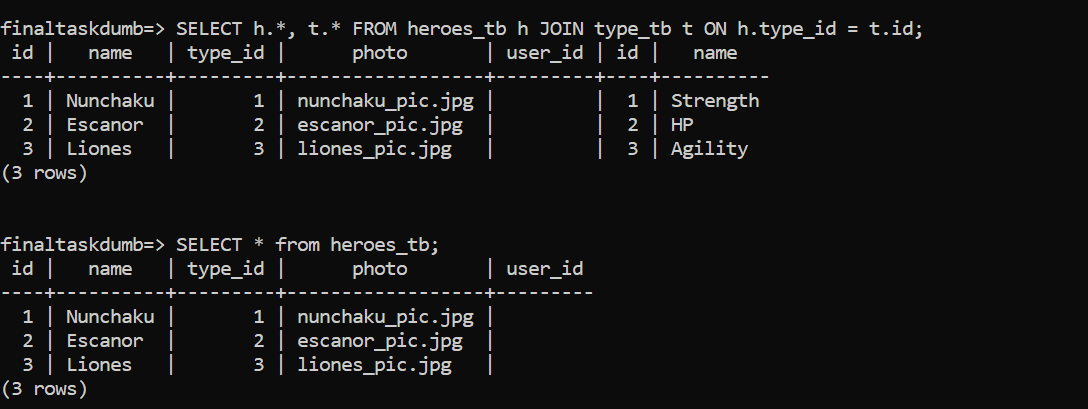 finaltaskdumb=> SELECT h.*, t.* FROM heroes_tb h JOIN type_tb t ON h.type_id = t.id;
 id |   name   | type_id |      photo       | user_id | id |   name
----+----------+---------+------------------+---------+----+----------
  1 | Nunchaku |       1 | nunchaku_pic.jpg |         |  1 | Strength
  2 | Escanor  |       2 | escanor_pic.jpg  |         |  2 | HP
  3 | Liones   |       3 | liones_pic.jpg   |         |  3 | Agility
(3 rows)
finaltaskdumb=> SELECT * from heroes_tb;
 id |   name   | type_id |      photo       | user_id
----+----------+---------+------------------+---------
  1 | Nunchaku |       1 | nunchaku_pic.jpg |
  2 | Escanor  |       2 | escanor_pic.jpg  |
  3 | Liones   |       3 | liones_pic.jpg   |
(3 rows)